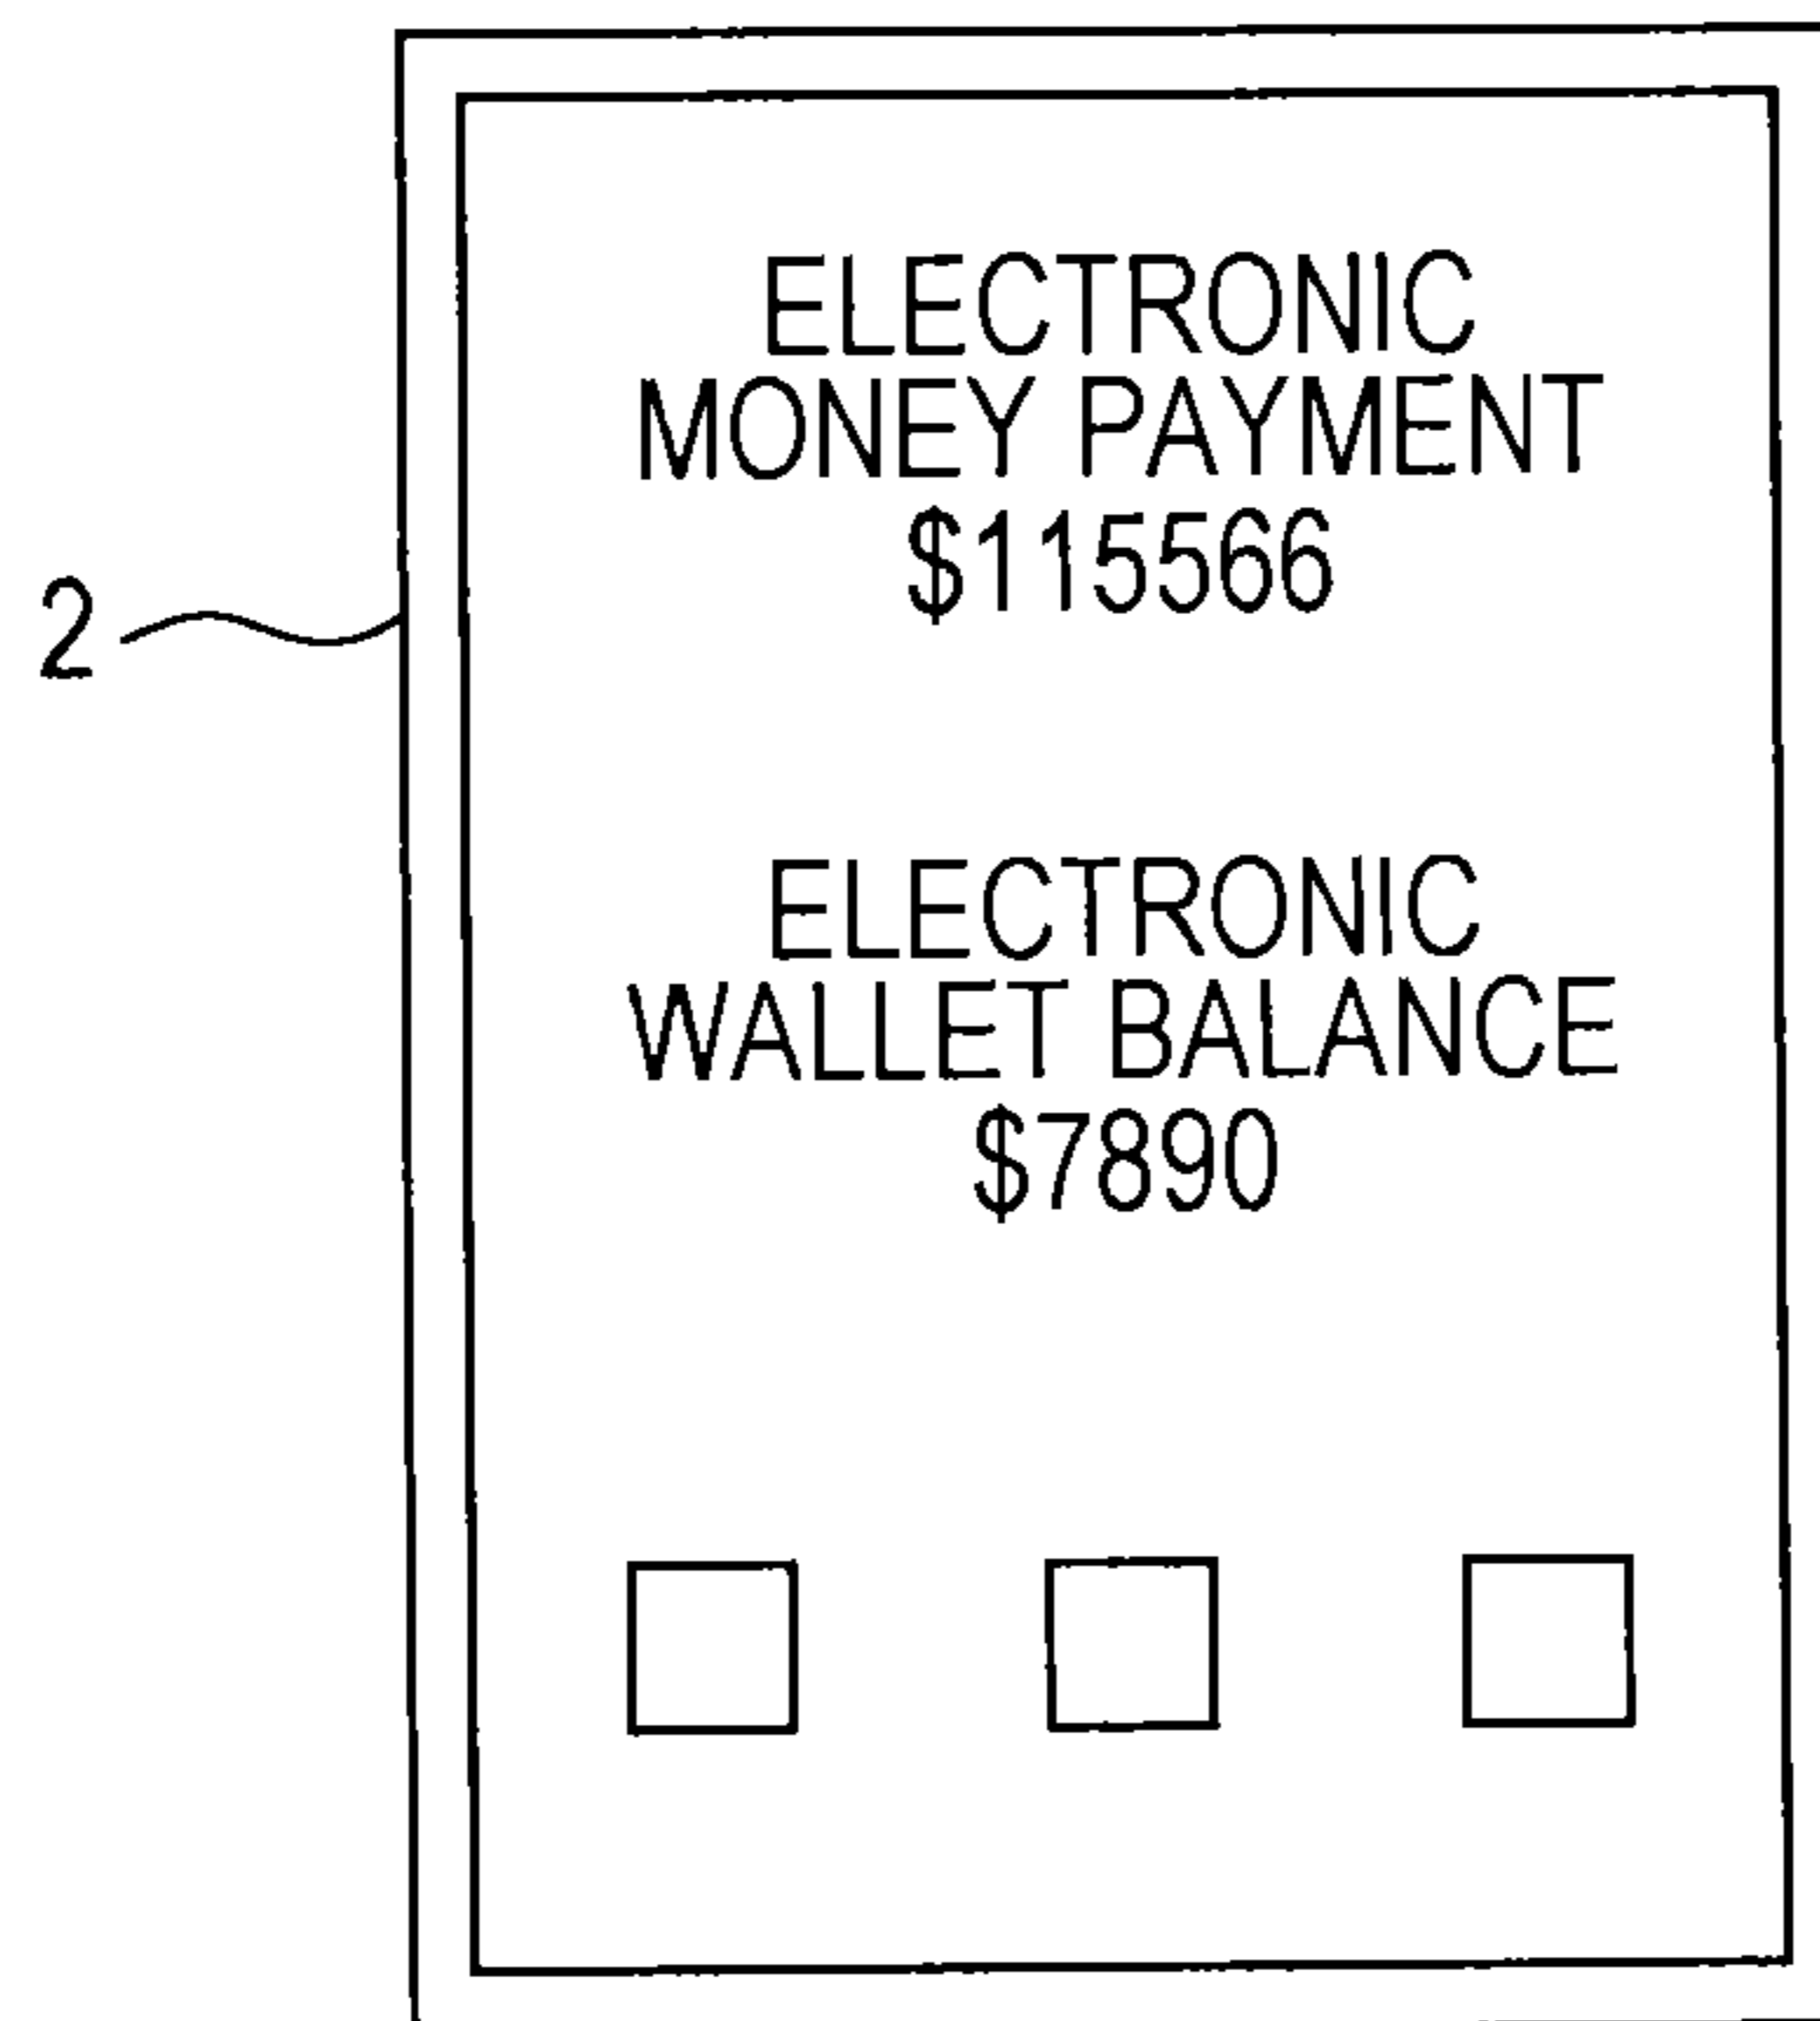 ELECTRONIC
MONEY PAYMENT
$115566
2
ELECTRONIC
WALLET BALANCE
$7890